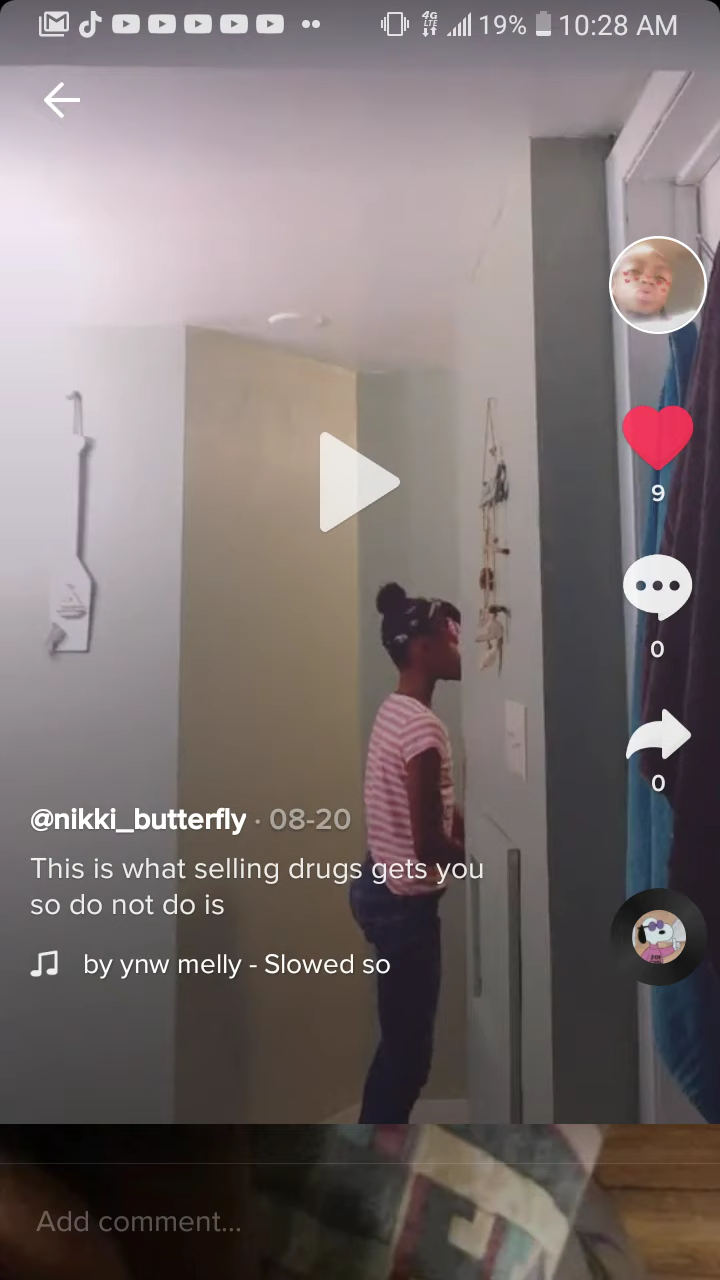 4G
LTE
19%
10:28 AM
9
0
0
@nikki_butterfly · 08-20
This is what selling drugs gets you
so do not do is
by ynw melly - Slowed so
Add comment...